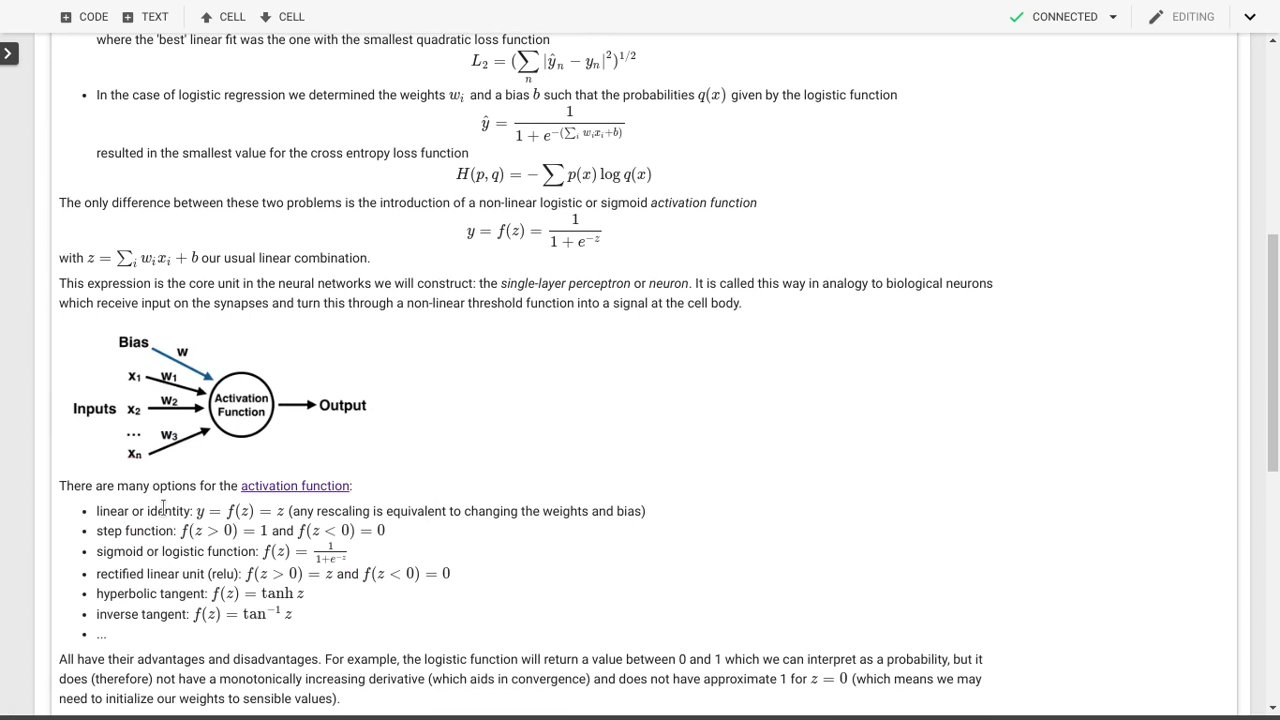 CODE TEXT CELL CELL CONNECTED EDITING
where the 'best' linear fit was the one with the smallest quadratic loss function
L₂ = (∑ₙ |ŷₙ − yₙ|²)^{1/2}
• In the case of logistic regression we determined the weights wᵢ and a bias b such that the probabilities q(x) given by the logistic function
ŷ = 1 / (1 + e^{−(∑ᵢ wᵢxᵢ+b)})
resulted in the smallest value for the cross entropy loss function
H(p, q) = − ∑ p(x) log q(x)
The only difference between these two problems is the introduction of a non-linear logistic or sigmoid activation function
y = f(z) = 1 / (1 + e^{−z})
with z = ∑ᵢ wᵢxᵢ + b our usual linear combination.
This expression is the core unit in the neural networks we will construct: the single-layer perceptron or neuron. It is called this way in analogy to biological neurons
which receive input on the synapses and turn this through a non-linear threshold function into a signal at the cell body.
Bias W
X₁ W₁
Inputs X₂ W₂ Activation Function Output
... W₃
Xₙ
There are many options for the activation function:
• linear or identity: y = f(z) = z (any rescaling is equivalent to changing the weights and bias)
• step function: f(z > 0) = 1 and f(z < 0) = 0
• sigmoid or logistic function: f(z) = 1 / (1+e^{−z})
• rectified linear unit (relu): f(z > 0) = z and f(z < 0) = 0
• hyperbolic tangent: f(z) = tanh z
• inverse tangent: f(z) = tan⁻¹ z
• ...
All have their advantages and disadvantages. For example, the logistic function will return a value between 0 and 1 which we can interpret as a probability, but it
does (therefore) not have a monotonically increasing derivative (which aids in convergence) and does not have approximate 1 for z = 0 (which means we may
need to initialize our weights to sensible values).